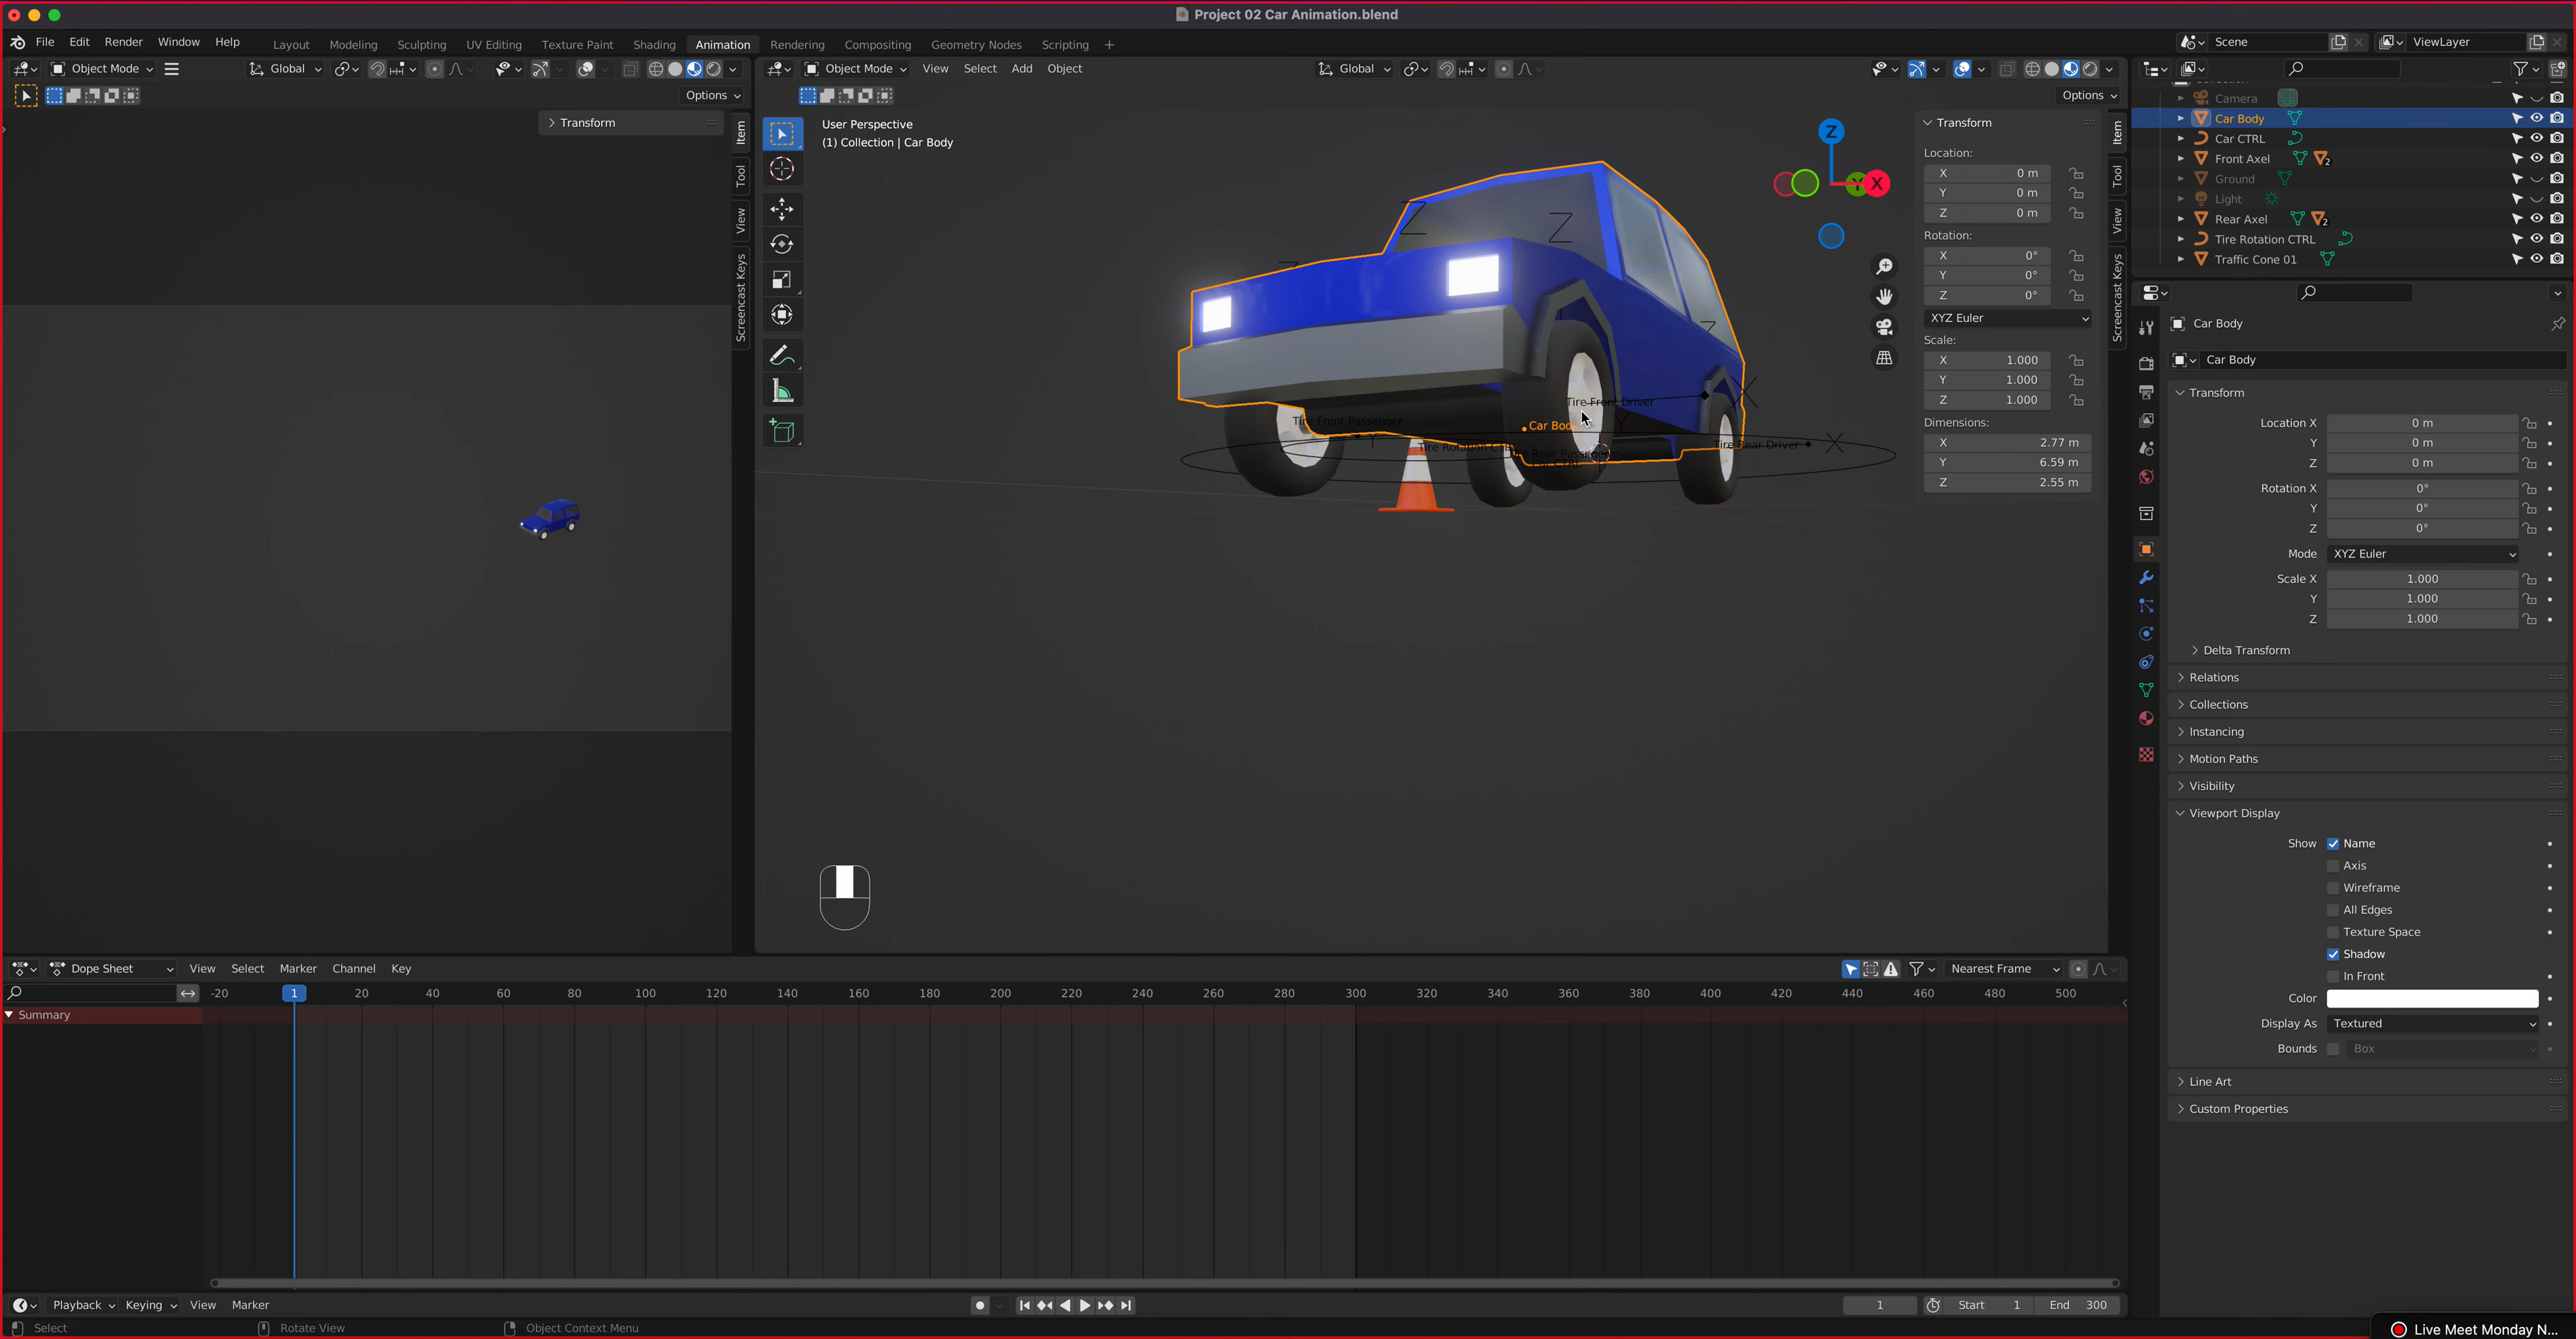 Project 02 Car Animation.blend
File Edit Render Window Help Layout Modeling Sculpting UV Editing Texture Paint Shading Animation Rendering Compositing Geometry Nodes Scripting + Scene ViewLayer
Object Mode Global Object Mode View Select Add Object Global
Options Options
Transform
Item
Tool
View
Screencast Keys
User Perspective
(1) Collection | Car Body
Z
X
Y
Z
Z
Z
X
X
Y
Tire Front Driver
Tire Front Passenger
Car Body
Tire Rear Driver
Transform
Location:
X 0 m
Y 0 m
Z 0 m
Rotation:
X 0°
Y 0°
Z 0°
XYZ Euler
Scale:
X 1.000
Y 1.000
Z 1.000
Dimensions:
X 2.77 m
Y 6.59 m
Z 2.55 m
Item
Tool
View
Screencast Keys
Camera
Car Body
Car CTRL
Front Axel 2
Ground
Light
Rear Axel 2
Tire Rotation CTRL
Traffic Cone 01
Car Body
Car Body
Transform
Location X 0 m
Y 0 m
Z 0 m
Rotation X 0°
Y 0°
Z 0°
Mode XYZ Euler
Scale X 1.000
Y 1.000
Z 1.000
Delta Transform
Relations
Collections
Instancing
Motion Paths
Visibility
Viewport Display
Show Name
Axis
Wireframe
All Edges
Texture Space
Shadow
In Front
Color
Display As Textured
Bounds Box
Line Art
Custom Properties
Dope Sheet View Select Marker Channel Key Nearest Frame
-20 1 20 40 60 80 100 120 140 160 180 200 220 240 260 280 300 320 340 360 380 400 420 440 460 480 500
Summary
Playback Keying View Marker 1 Start 1 End 300
Select Rotate View Object Context Menu
Live Meet Monday N...